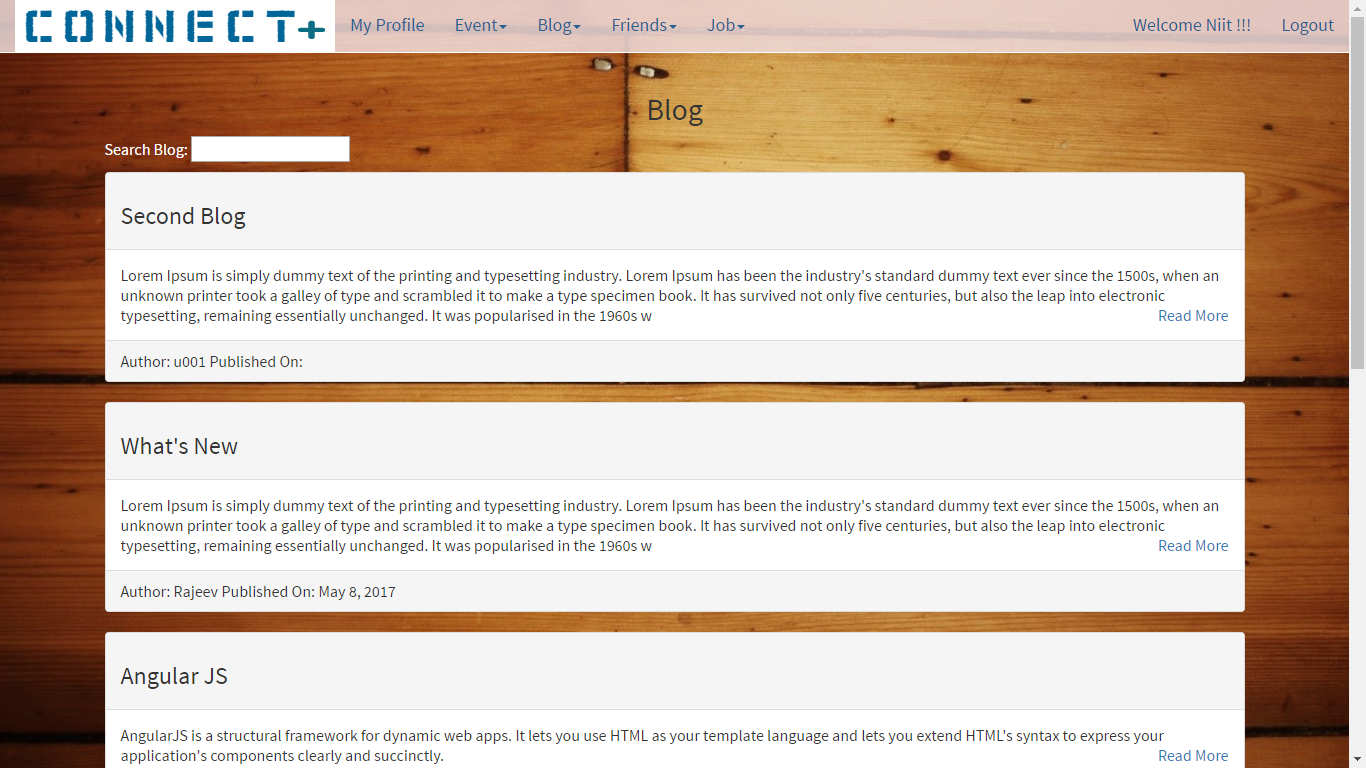 CONNECT+ My Profile Event Blog Friends Job Welcome Niit !!! Logout
Blog
Search Blog:
Second Blog
Lorem Ipsum is simply dummy text of the printing and typesetting industry. Lorem Ipsum has been the industry's standard dummy text ever since the 1500s, when an
unknown printer took a galley of type and scrambled it to make a type specimen book. It has survived not only five centuries, but also the leap into electronic
typesetting, remaining essentially unchanged. It was popularised in the 1960s w Read More
Author: u001 Published On:
What's New
Lorem Ipsum is simply dummy text of the printing and typesetting industry. Lorem Ipsum has been the industry's standard dummy text ever since the 1500s, when an
unknown printer took a galley of type and scrambled it to make a type specimen book. It has survived not only five centuries, but also the leap into electronic
typesetting, remaining essentially unchanged. It was popularised in the 1960s w Read More
Author: Rajeev Published On: May 8, 2017
Angular JS
AngularJS is a structural framework for dynamic web apps. It lets you use HTML as your template language and lets you extend HTML's syntax to express your
application's components clearly and succinctly. Read More